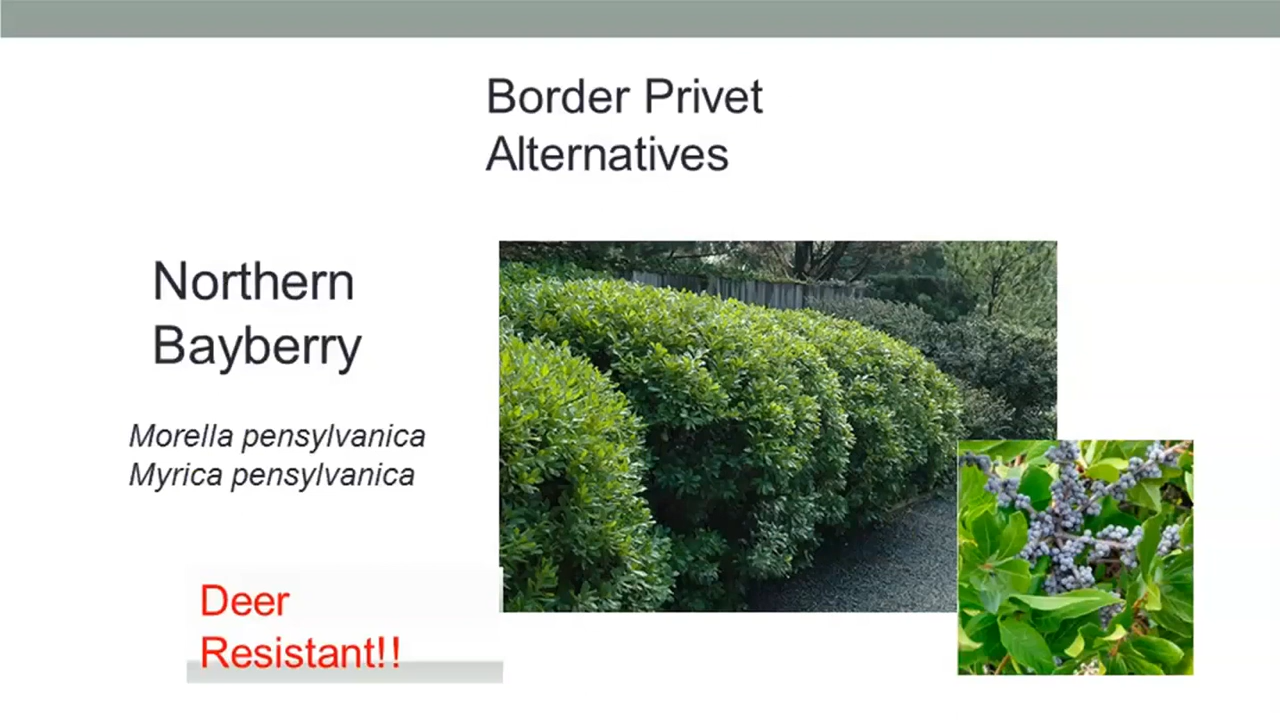 Border Privet
Alternatives
Northern
Bayberry
Morella pensylvanica
Myrica pensylvanica
Deer
Resistant!!